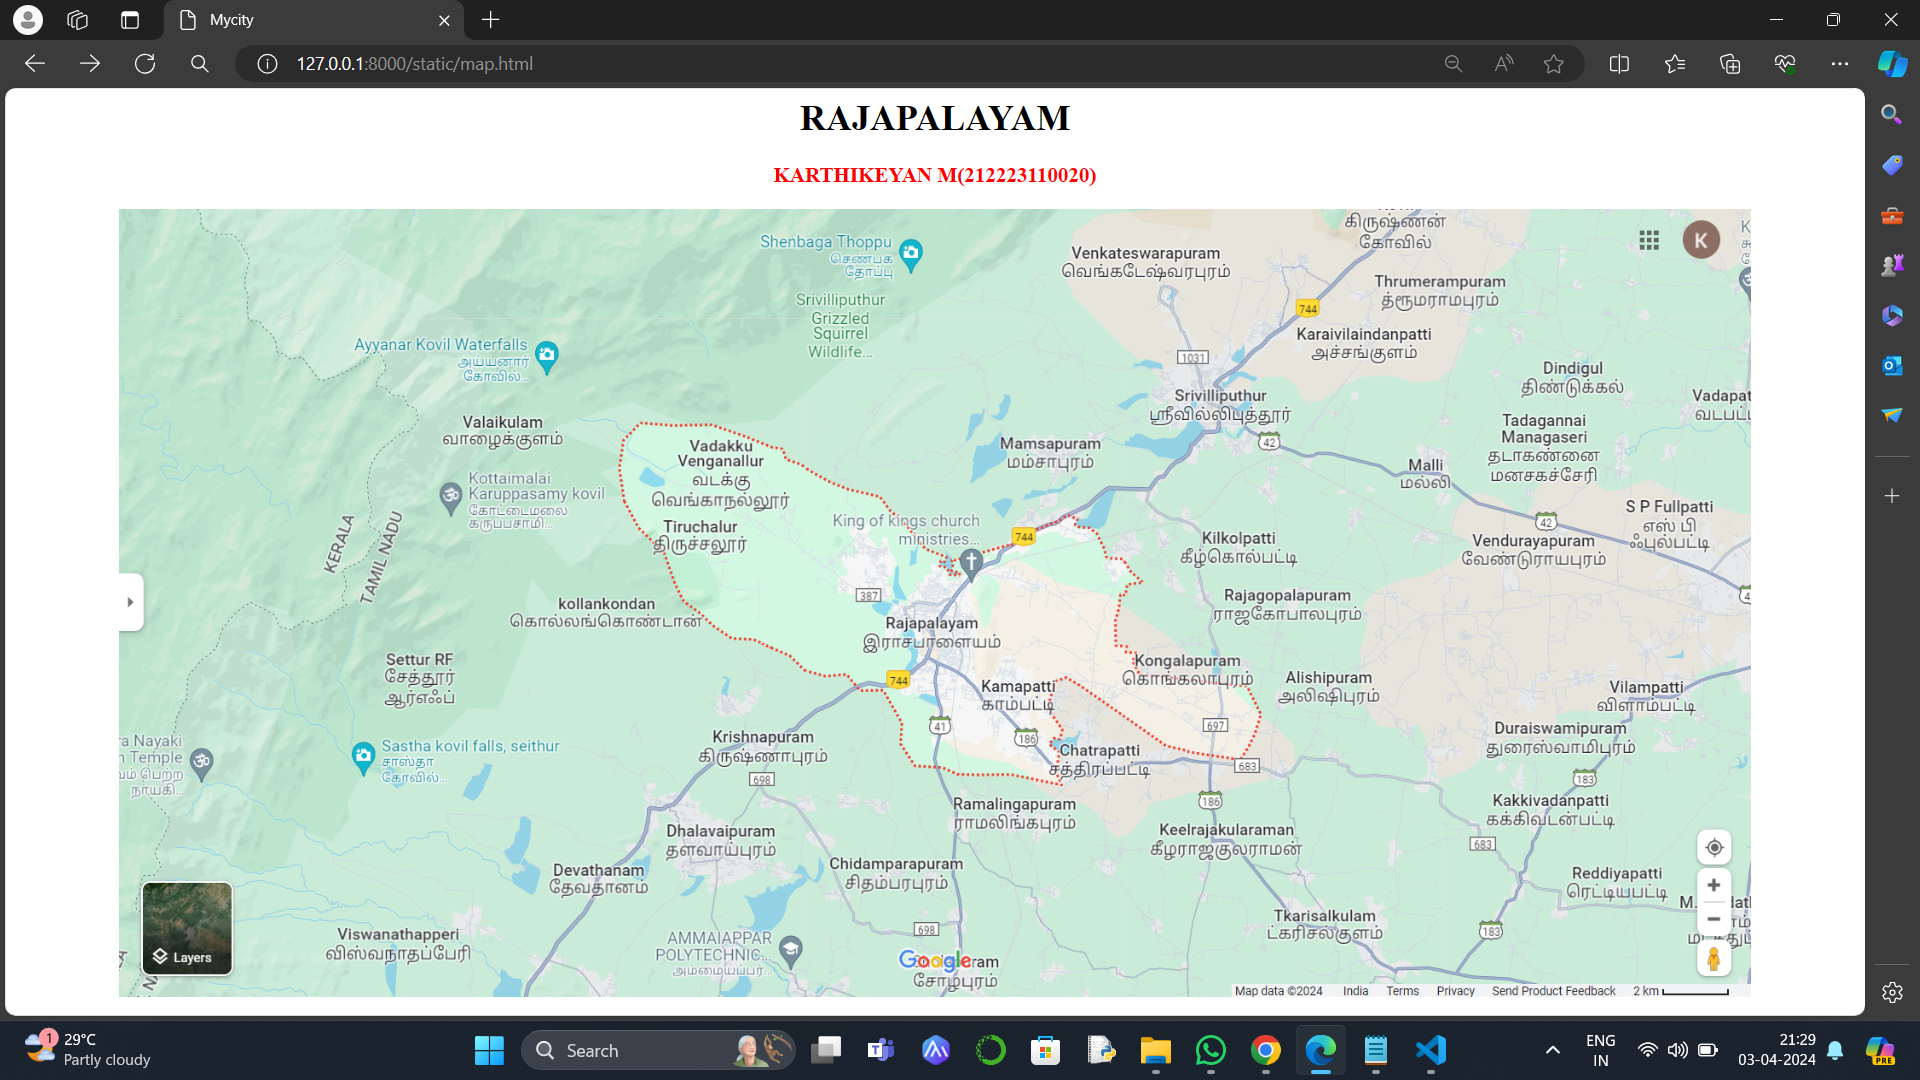 Mycity
127.0.0.1:8000/static/map.html
RAJAPALAYAM
KARTHIKEYAN M(212223110020)
கிருஷ்ணன்
கோவில்
K
Shenbaga Thoppu
செண்பக
தோப்பு
Venkateswarapuram
வெங்கடேஷ்வரபுரம்
Thrumerampuram
த்ரூமராமபுரம்
Srivilliputhur
Grizzled
Squirrel
Wildlife...
744
Karaivilaindanpatti
அச்சங்குளம்
Ayyanar Kovil Waterfalls
அய்யனார்
கோவில்...
1031
Dindigul
திண்டுக்கல்
Srivilliputhur
ஸ்ரீவில்லிபுத்தூர்
Valaikulam
வாழைக்குளம்
Tadagannai
Managaseri
தடாகண்னை
மனசகச்சேரி
42
Vadakku
Venganallur
வடக்கு
வெங்காநல்லூர்
Mamsapuram
மம்சாபுரம்
Malli
மல்லி
Kottaimalai
Karuppasamy kovil
கோட்டைமலை
கருப்பசாமி...
S P Fullpatti
எஸ் பி
ஃபுல்பட்டி
42
Tiruchalur
திருச்சலூர்
King of kings church
ministries...
744
Kilkolpatti
கீழ்கொல்பட்டி
Vendurayapuram
வேண்டுராயபுரம்
KERALA
TAMIL NADU
387
kollankondan
கொல்லங்கொண்டான்
Rajagopalapuram
ராஜகோபாலபுரம்
Rajapalayam
இராசபாளையம்
Settur RF
சேத்தூர்
ஆர்எஃப்
744
Kongalapuram
கொங்கலாபுரம்
Kamapatti
காம்பட்டி
Alishipuram
அலிஷிபுரம்
Vilampatti
விளாம்பட்டி
41
186
697
Duraiswamipuram
துரைஸ்வாமிபுரம்
Krishnapuram
கிருஷ்ணாபுரம்
Chatrapatti
சத்திரப்பட்டி
Sastha kovil falls, seithur
சாஸ்தா
கோவில்...
698
683
183
186
Ramalingapuram
ராமலிங்கபுரம்
Kakkivadanpatti
கக்கிவடன்பட்டி
Dhalavaipuram
தளவாய்புரம்
Keelrajakularaman
கீழராஜகுலராமன்
683
Chidamparapuram
சிதம்பரபுரம்
Devathanam
தேவதானம்
Reddiyapatti
ரெட்டியபட்டி
Tkarisalkulam
ட்கரிசல்குளம்
698
183
Viswanathapperi
விஸ்வநாதப்பேரி
AMMAIAPPAR
POLYTECHNIC...
அம்மையப்பர்...
Google
சோழபுரம்
Layers
Map data ©2024 India Terms Privacy Send Product Feedback 2 km
1
29°C
Partly cloudy
Search
PRE
ENG
IN
21:29
03-04-2024